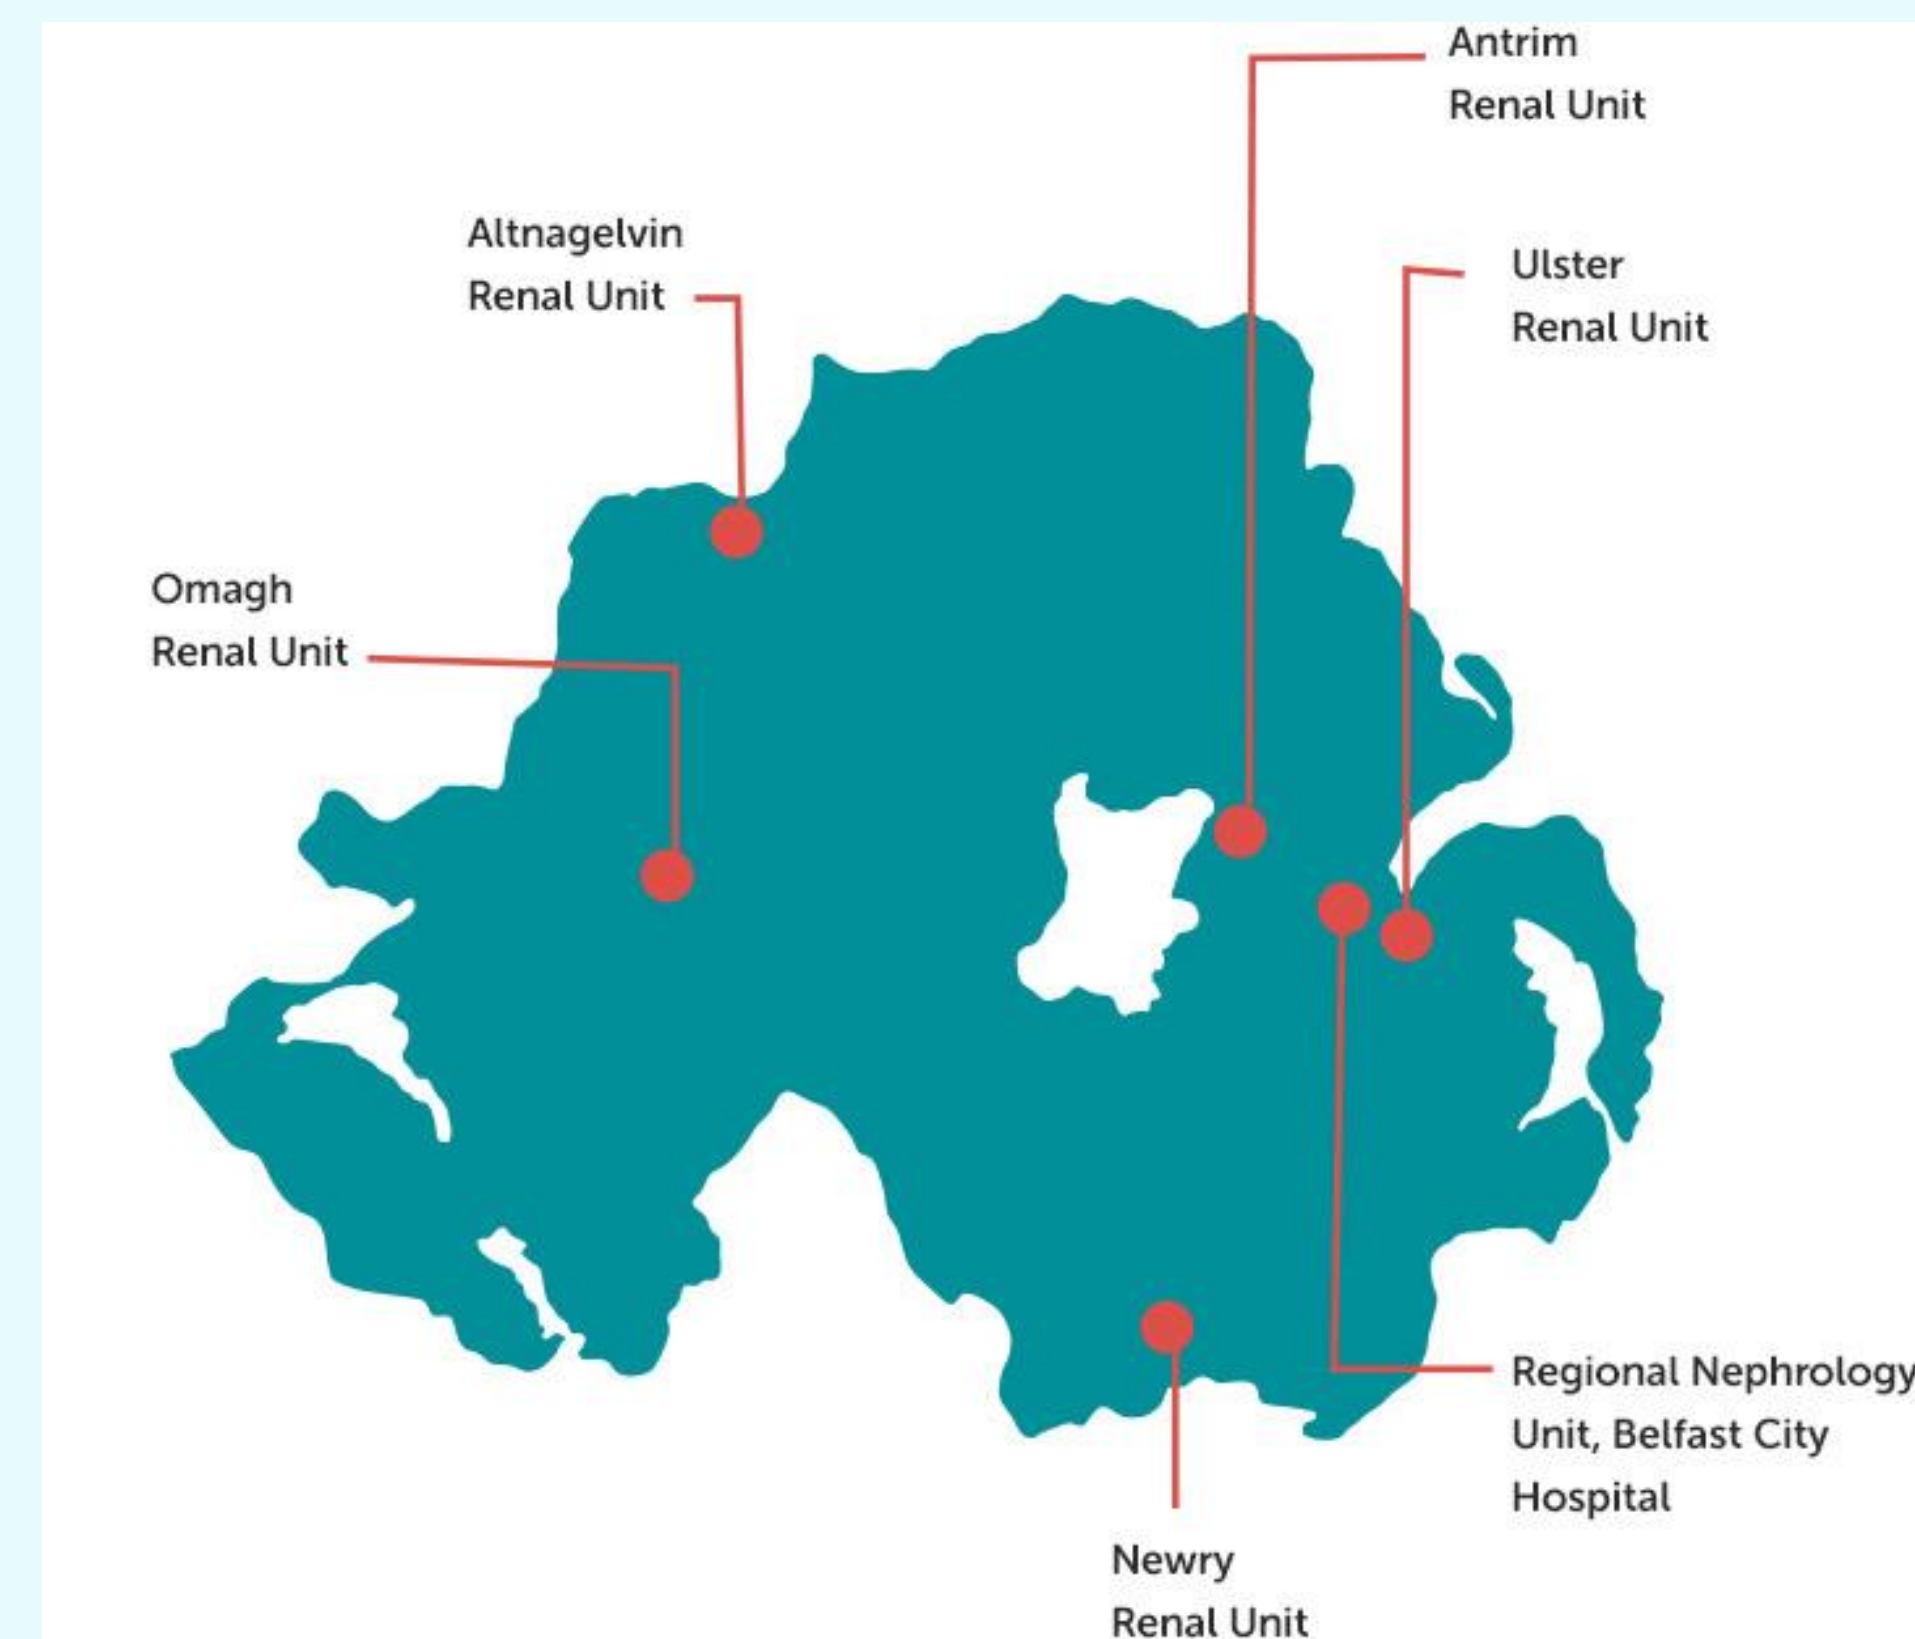 Antrim
Renal Unit
Altnagelvin
Renal Unit
Ulster
Renal Unit
Omagh
Renal Unit
Regional Nephrology
Unit, Belfast City
Hospital
Newry
Renal Unit